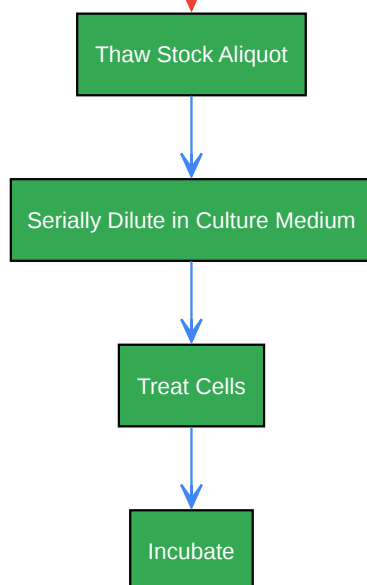 Thaw Stock Aliquot
Serially Dilute in Culture Medium
Treat Cells
Incubate